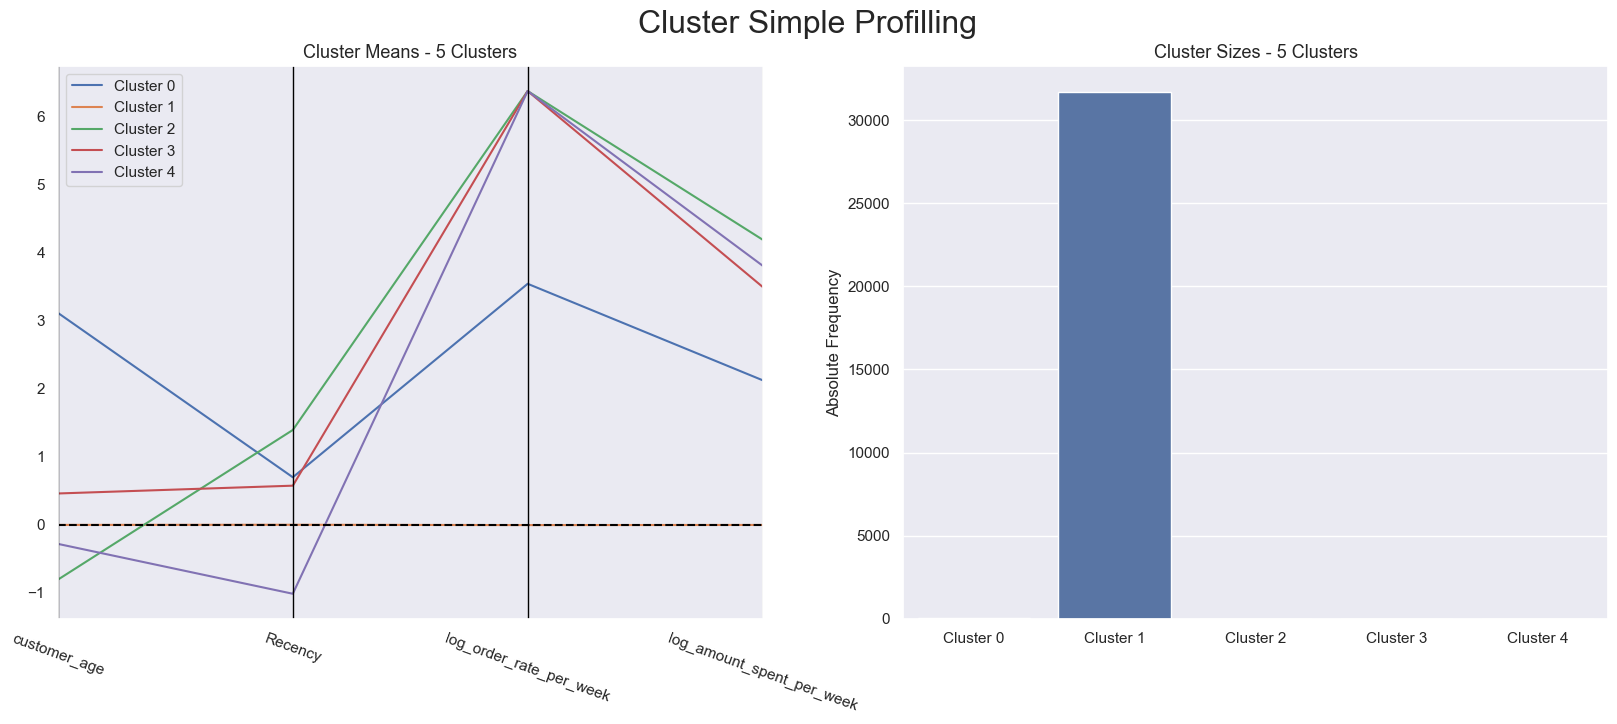 Cluster Simple Profilling
Cluster Means - 5 Clusters
Cluster 0
Cluster 1
Cluster 2
Cluster 3
Cluster 4
6
5
4
3
2
1
0
−1
customer_age
Recency
log_order_rate_per_week
log_amount_spent_per_week
Cluster Sizes - 5 Clusters
Absolute Frequency
30000
25000
20000
15000
10000
5000
0
Cluster 0
Cluster 1
Cluster 2
Cluster 3
Cluster 4